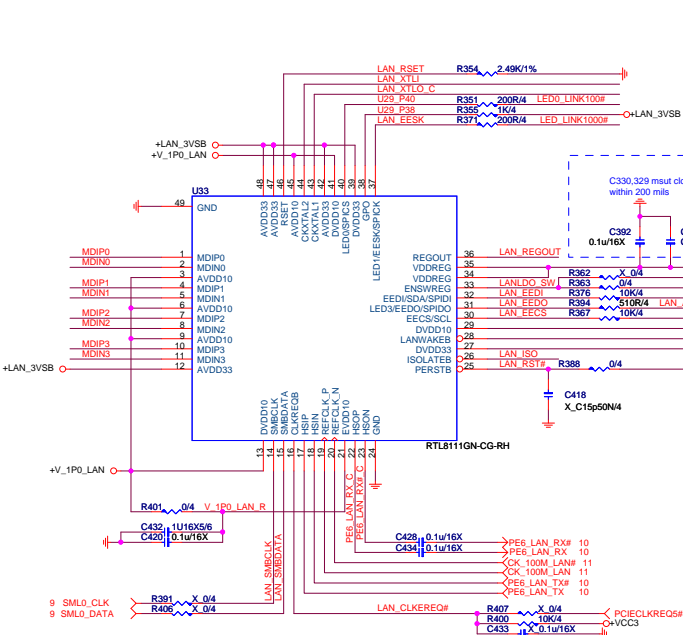 LAN_RSET R354 2.49K/1%
LAN_XTLI
LAN_XTLO_C
U29_P40 R351 200R/4 LED0_LINK100#
U29_P38 R355 1K/4 +LAN_3VSB
LAN_EESK R371 200R/4 LED_LINK1000#
+LAN_3VSB
+V_1P0_LAN
48 47 46 45 44 43 42 41 40 39 38 37
U33
49 GND
AVDD33 AVDD33 RSET AVDD10 CKXTAL2 CKXTAL1 AVDD33 DVDD10 LED0/SPICS DVDD33 GPO LED1/EESK/SPICK
C330,329 msut clo
within 200 mils
C392
0.1u/16X
MDIP0 1 MDIP0
MDIN0 2 MDIN0
3 AVDD10
MDIP1 4 MDIP1
MDIN1 5 MDIN1
6 AVDD10
MDIP2 7 MDIP2
MDIN2 8 MDIN2
9 AVDD10
MDIP3 10 MDIP3
MDIN3 11 MDIN3
+LAN_3VSB 12 AVDD33
REGOUT 36 LAN_REGOUT
VDDREG 35
VDDREG 34 R362 X_0/4
ENSWREG 33 LANLDO_SW R363 0/4
EEDI/SDA/SPIDI 32 LAN_EEDI R376 10K/4
LED3/EEDO/SPIDO 31 LAN_EEDO R394 510R/4 LAN_
EECS/SCL 30 LAN_EECS R367 10K/4
DVDD10 29
LANWAKEB 28
DVDD33 27
ISOLATEB 26 LAN_ISO
PERSTB 25 LAN_RST# R388 0/4
C418
X_C15p50N/4
DVDD10 SMBCLK SMBDATA CLKREQB HSIP HSIN REFCLK_P REFCLK_N EVDD10 HSOP HSON GND
RTL8111GN-CG-RH
13 14 15 16 17 18 19 20 21 22 23 24
+V_1P0_LAN
R401 0/4 V_1P0_LAN_R
C432 1U16X5/6
C420 0.1u/16X
LAN_SMBCLK
LAN_SMBDATA
PE6_LAN_RX_C
PE6_LAN_RX#_C
C428 0.1u/16X PE6_LAN_RX# 10
C434 0.1u/16X PE6_LAN_RX 10
CK_100M_LAN# 11
CK_100M_LAN 11
PE6_LAN_TX# 10
PE6_LAN_TX 10
9 SML0_CLK R391 X_0/4
9 SML0_DATA R406 X_0/4
LAN_CLKEREQ# R407 X_0/4 PCIECLKREQ5#
R400 10K/4 +VCC3
C433 X_0.1u/16X